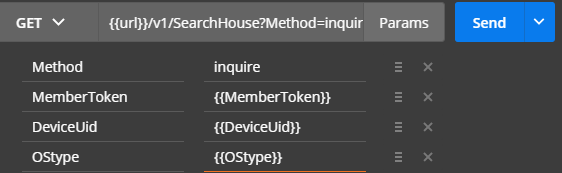 GET {{url}}/v1/SearchHouse?Method=inquir Params Send
Method inquire
MemberToken {{MemberToken}}
DeviceUid {{DeviceUid}}
OStype {{OStype}}